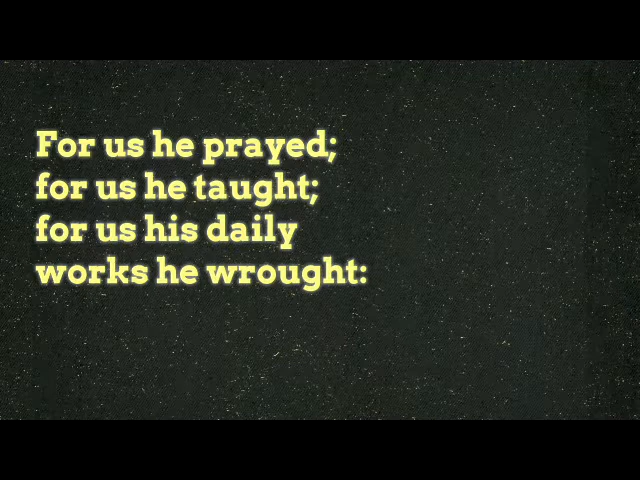 For us he prayed;
for us he taught;
for us his daily
works he wrought: